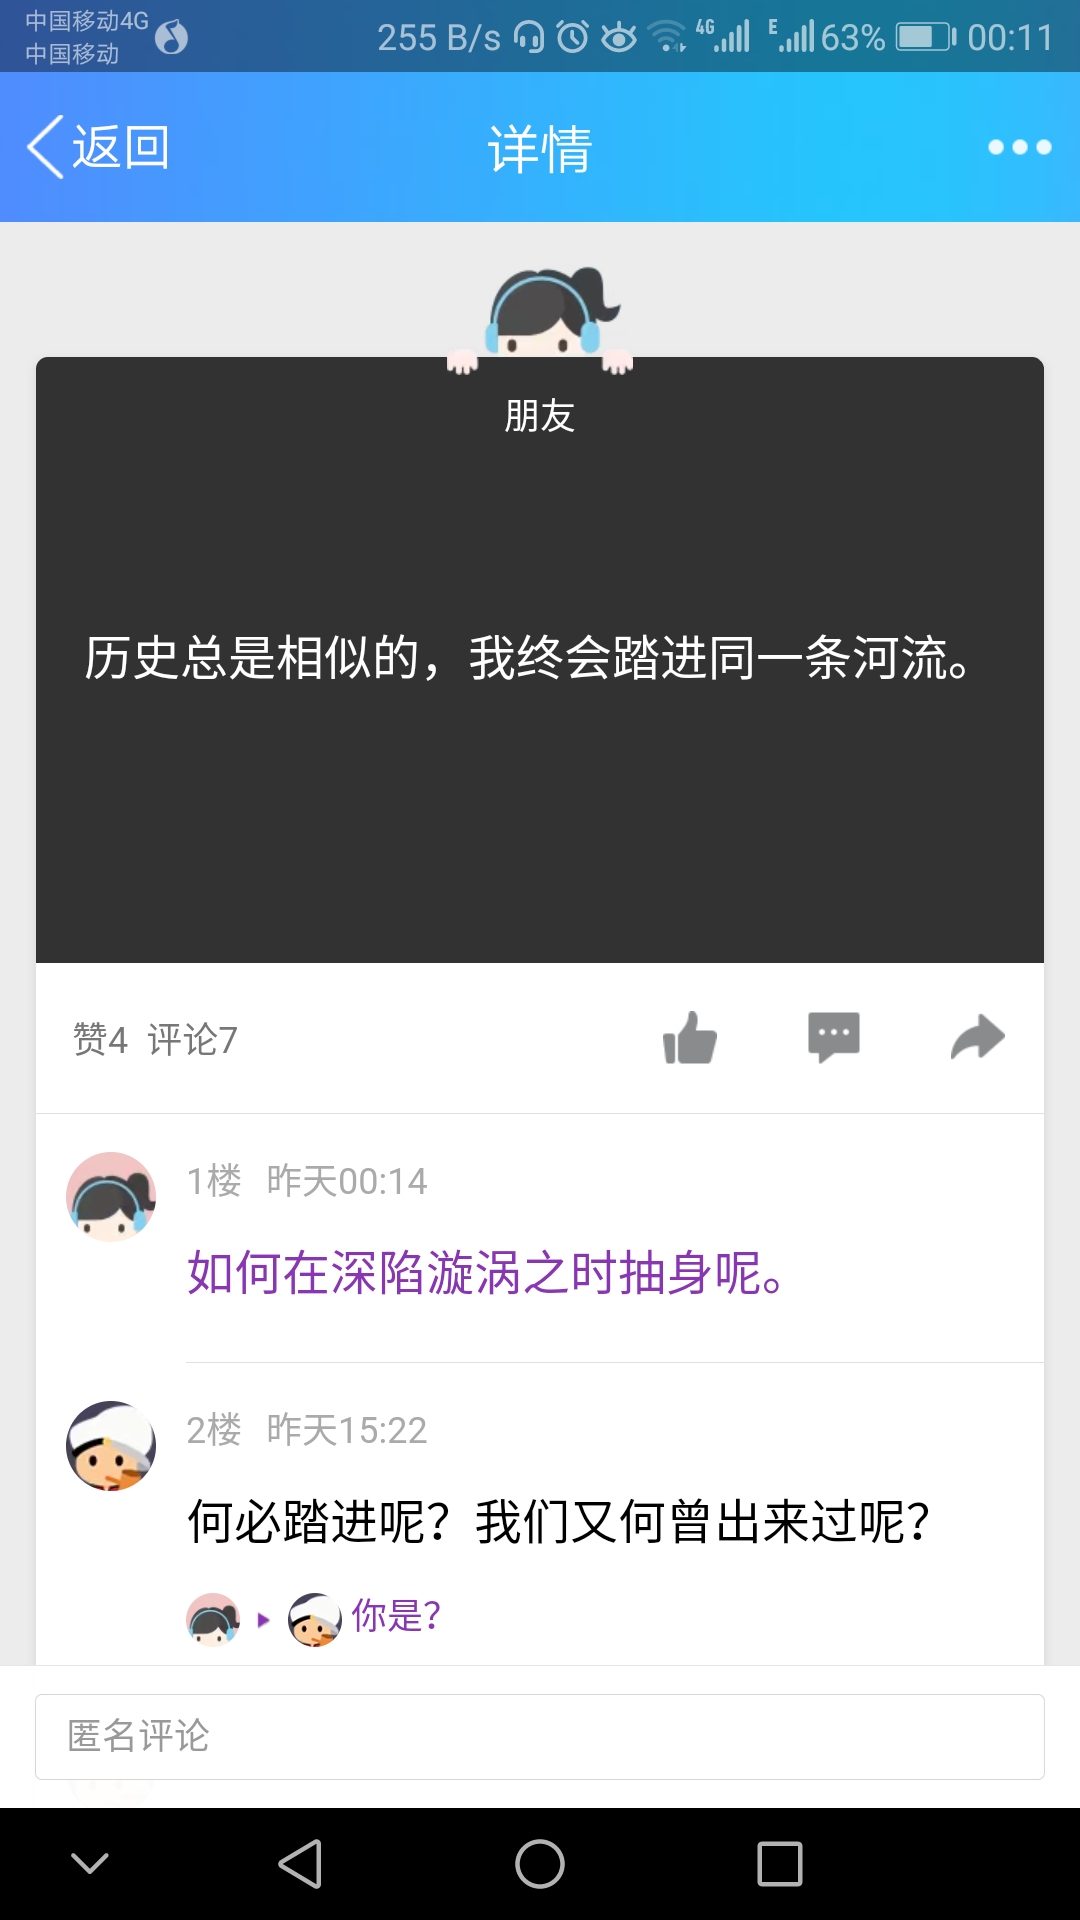 中国移动4G
中国移动
255 B/s 4G E 63% 00:11
返回 详情
朋友
历史总是相似的，我终会踏进同一条河流。
赞4 评论7
1楼 昨天00:14
如何在深陷漩涡之时抽身呢。
2楼 昨天15:22
何必踏进呢？我们又何曾出来过呢？
你是？
匿名评论